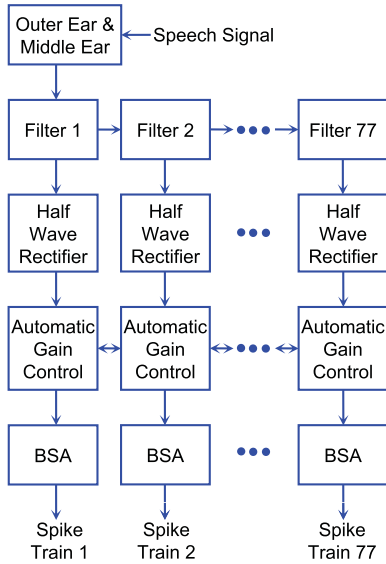 Outer Ear &
Middle Ear
Speech Signal
Filter 1
Filter 2
Filter 77
Half
Wave
Rectifier
Half
Wave
Rectifier
Half
Wave
Rectifier
Automatic
Gain
Control
Automatic
Gain
Control
Automatic
Gain
Control
BSA
BSA
BSA
Spike
Train 1
Spike
Train 2
Spike
Train 77